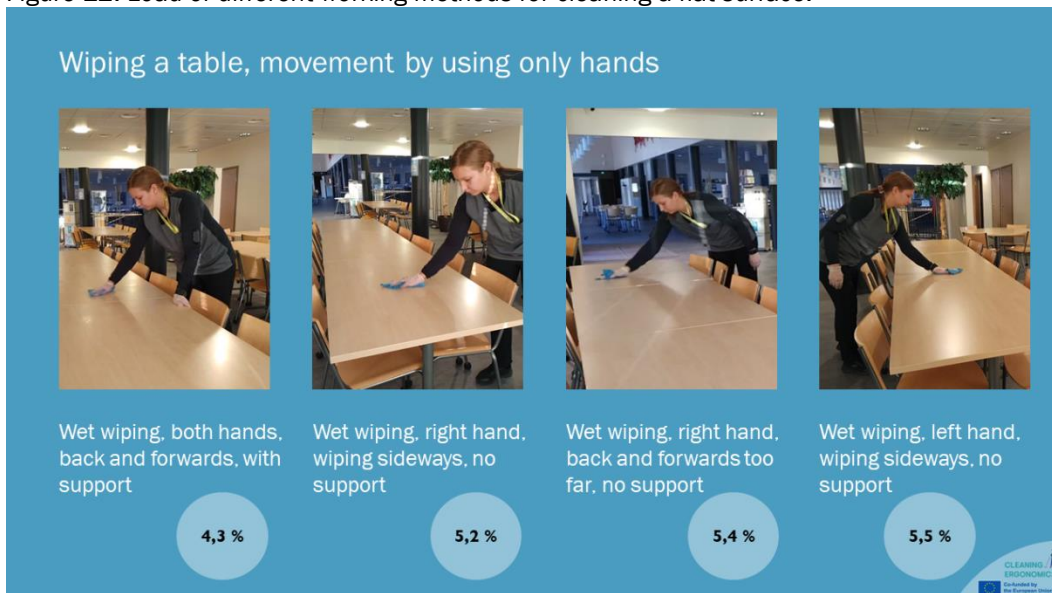 Wiping a table, movement by using only hands
Wet wiping, both hands,
back and forwards, with
support
4,3 %
Wet wiping, right hand,
wiping sideways, no
support
5,2 %
Wet wiping, right hand,
back and forwards too
far, no support
5,4 %
Wet wiping, left hand,
wiping sideways, no
support
5,5 %
CLEANING
ERGONOMIC
Co-funded by
the European Union